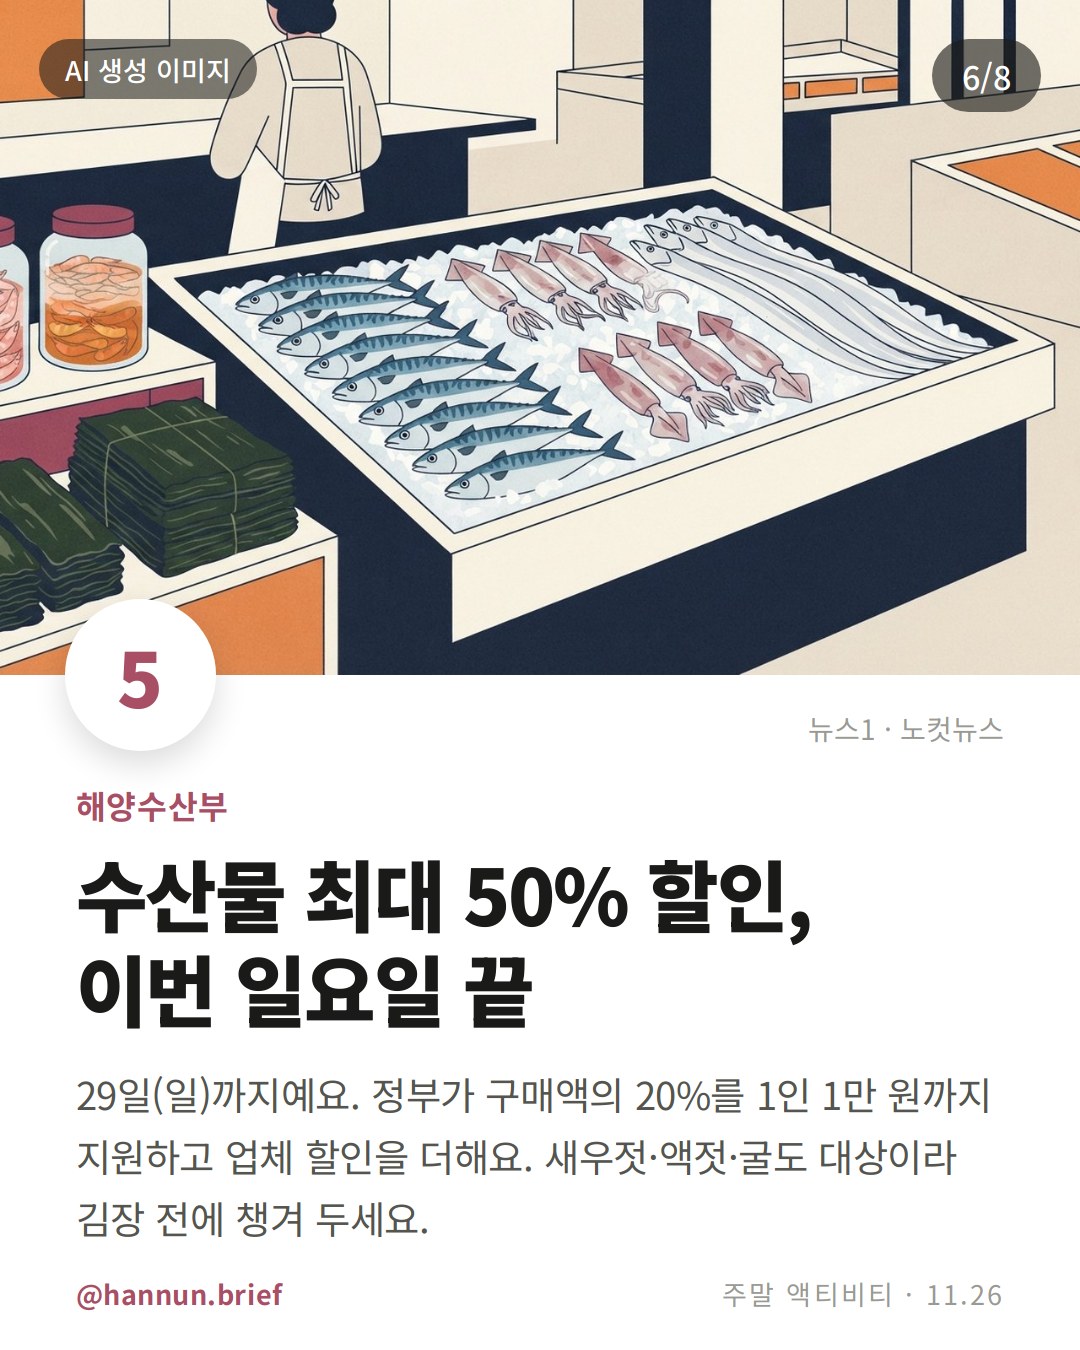 AI 생성 이미지
6/8
5
뉴스1 · 노컷뉴스
해양수산부
수산물 최대 50% 할인,
이번 일요일 끝
29일(일)까지예요. 정부가 구매액의 20%를 1인 1만 원까지
지원하고 업체 할인을 더해요. 새우젓·액젓·굴도 대상이라
김장 전에 챙겨 두세요.
@hannun.brief
주말 액티비티 · 11.26